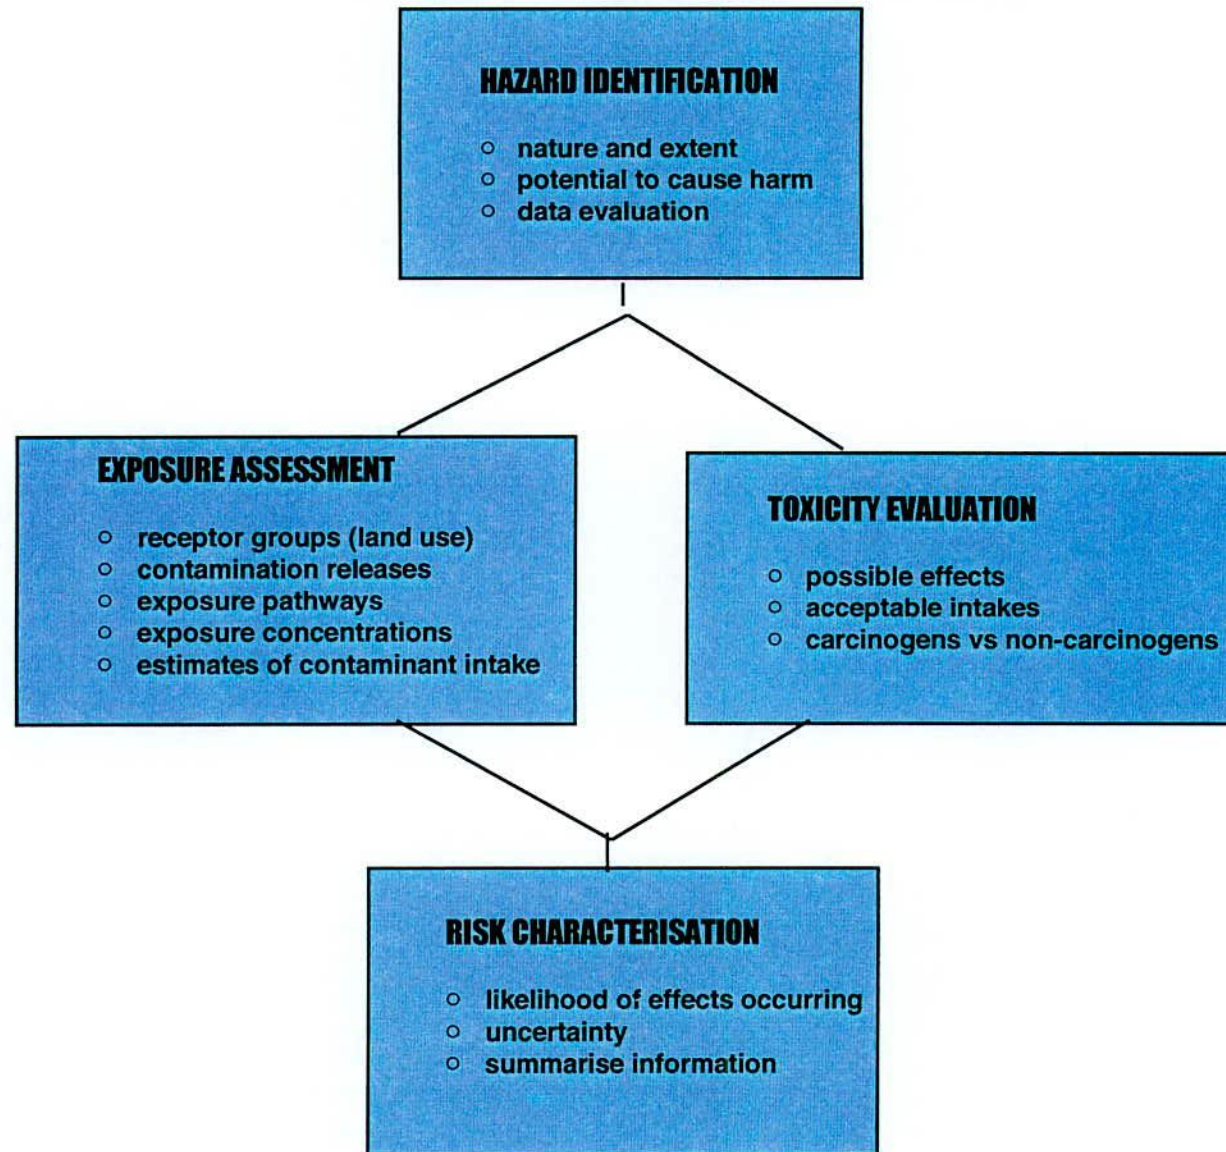 HAZARD IDENTIFICATION
○ nature and extent
○ potential to cause harm
○ data evaluation
EXPOSURE ASSESSMENT
○ receptor groups (land use)
○ contamination releases
○ exposure pathways
○ exposure concentrations
○ estimates of contaminant intake
TOXICITY EVALUATION
○ possible effects
○ acceptable intakes
○ carcinogens vs non-carcinogens
RISK CHARACTERISATION
○ likelihood of effects occurring
○ uncertainty
○ summarise information